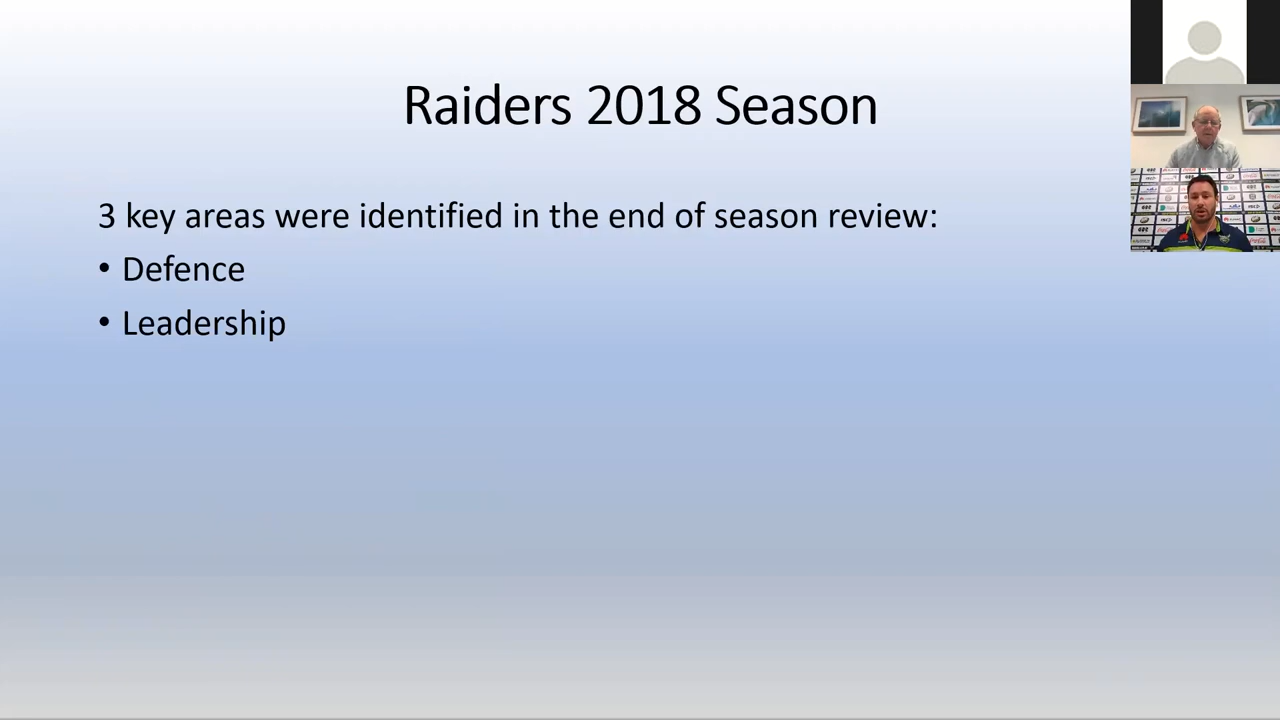 Raiders 2018 Season
3 key areas were identified in the end of season review:
• Defence
• Leadership